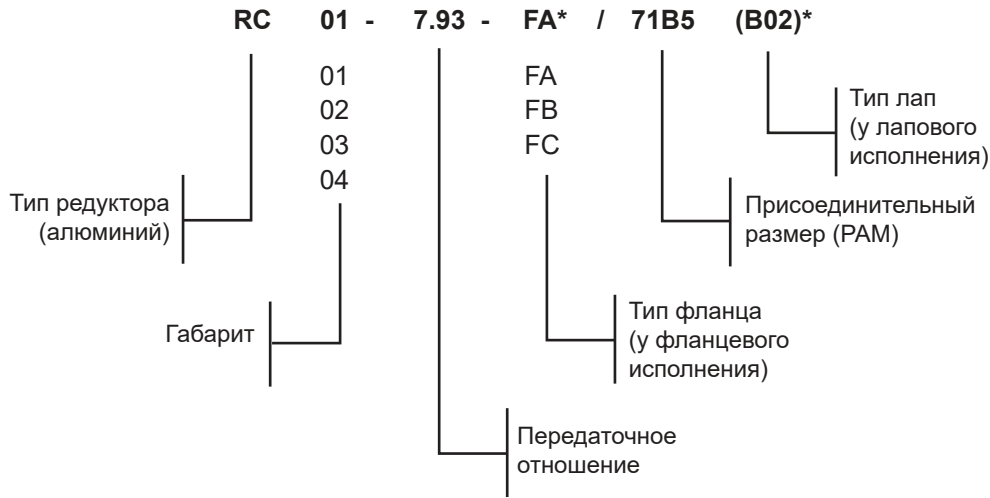 RC 01 - 7.93 - FA* / 71B5 (B02)*
01
02
03
04
FA
FB
FC
Тип лап
(у лапового
исполнения)
Тип редуктора
(алюминий)
Присоединительный
размер (PAM)
Габарит
Тип фланца
(у фланцевого
исполнения)
Передаточное
отношение